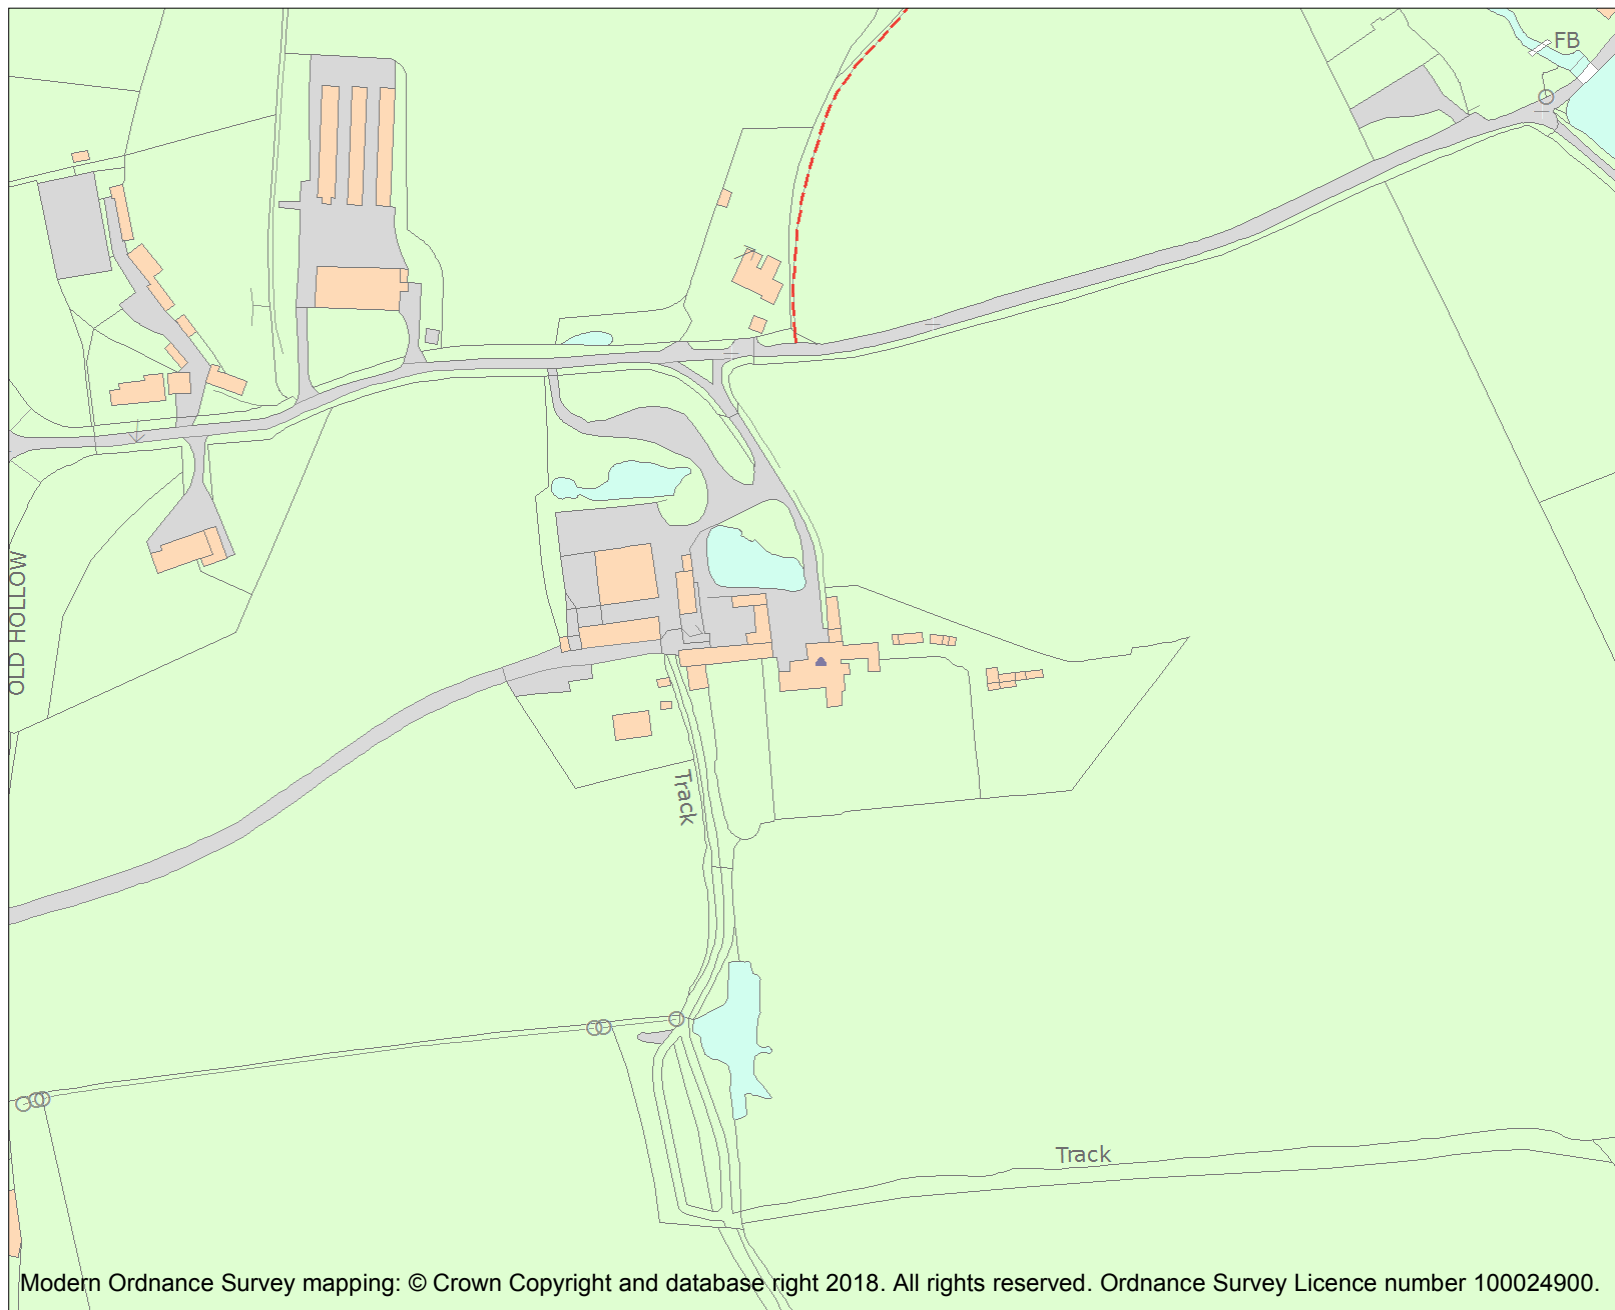 FB
OLD HOLLOW
Track
Track
Modern Ordnance Survey mapping: © Crown Copyright and database right 2018. All rights reserved. Ordnance Survey Licence number 100024900.